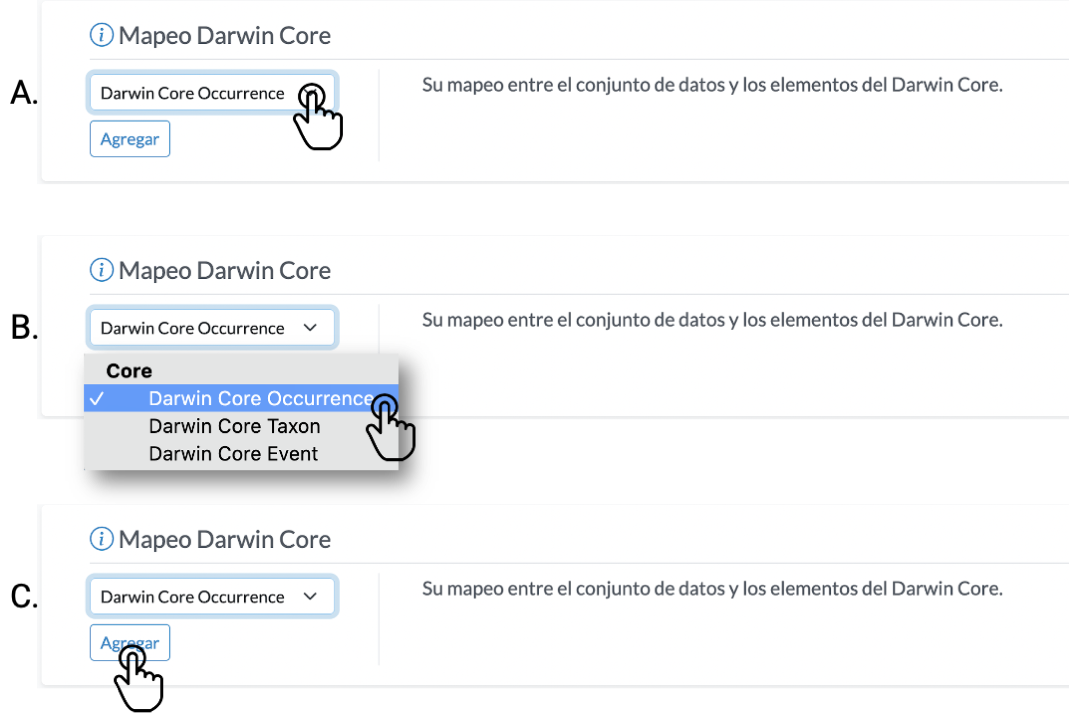 Mapeo Darwin Core
A.
Darwin Core Occurrence
Su mapeo entre el conjunto de datos y los elementos del Darwin Core.
Agregar
Mapeo Darwin Core
B.
Darwin Core Occurrence
Su mapeo entre el conjunto de datos y los elementos del Darwin Core.
Core
Darwin Core Occurrence
Darwin Core Taxon
Darwin Core Event
Mapeo Darwin Core
C.
Darwin Core Occurrence
Su mapeo entre el conjunto de datos y los elementos del Darwin Core.
Agregar